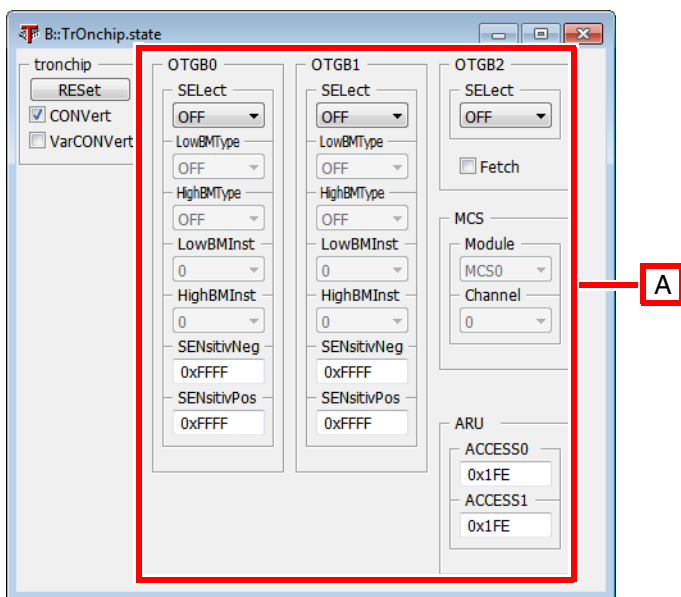 B::TrOnchip.state
tronchip
RESet
CONVert
VarCONVert
OTGB0
SELect
OFF
LowBMType
OFF
HighBMType
OFF
LowBMInst
0
HighBMInst
0
SENsitivNeg
0xFFFF
SENsitivPos
0xFFFF
OTGB1
SELect
OFF
LowBMType
OFF
HighBMType
OFF
LowBMInst
0
HighBMInst
0
SENsitivNeg
0xFFFF
SENsitivPos
0xFFFF
OTGB2
SELect
OFF
Fetch
MCS
Module
MCS0
Channel
0
ARU
ACCESS0
0x1FE
ACCESS1
0x1FE
A